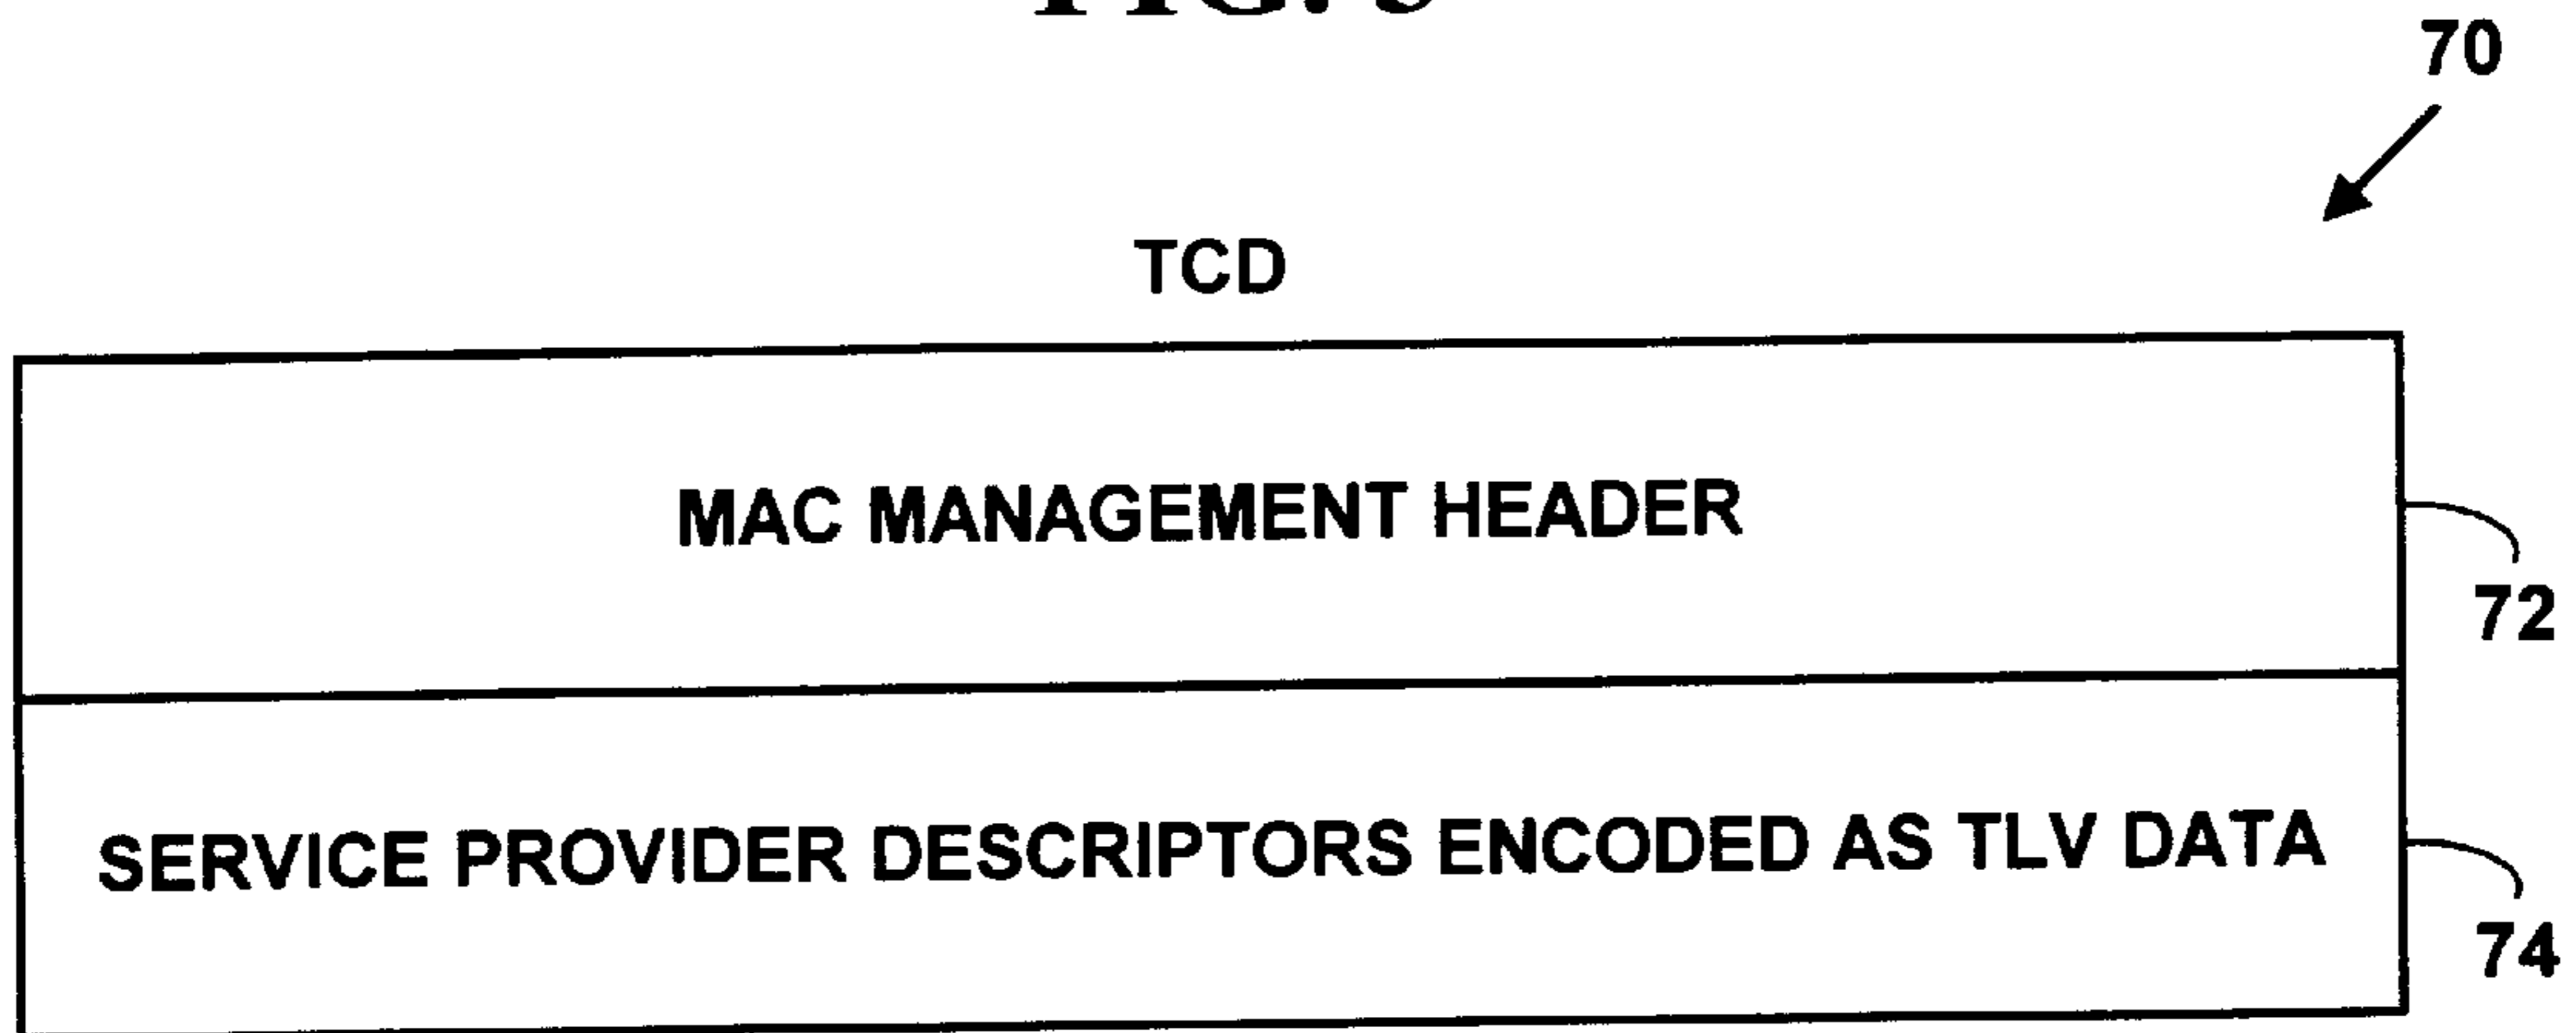 70
TCD
MAC MANAGEMENT HEADER
72
SERVICE PROVIDER DESCRIPTORS ENCODED AS TLV DATA
74